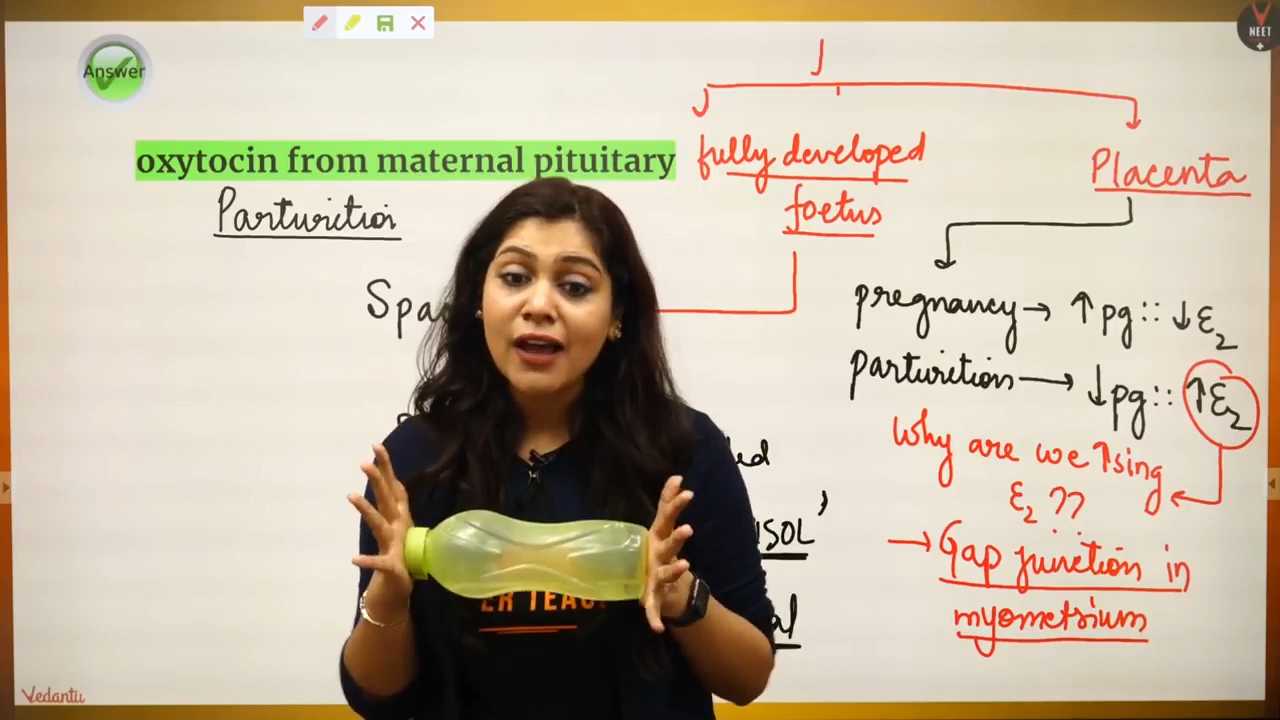 NEET
+
Answer
oxytocin from maternal pituitary
Parturition
fully developed
foetus
Placenta
pregnancy → ↑ pg :: ↓ E2
parturition → ↓ pg :: ↑ E2
Why are we ↑sing
E2 ??
→ Gap junction in
myometrium
Vedantu